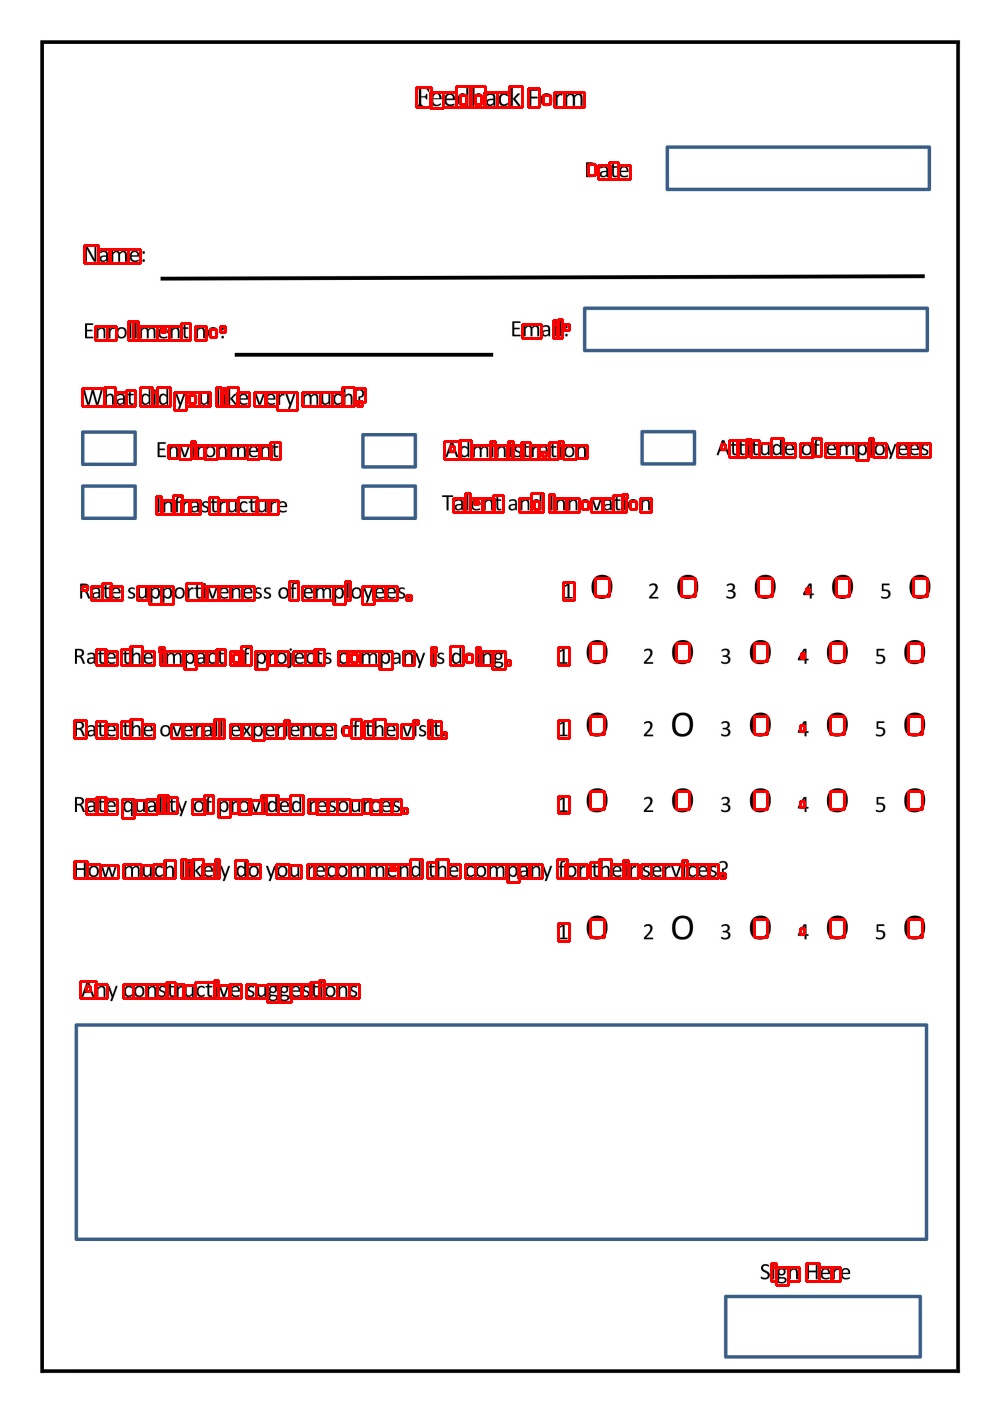 Feedback Form
Date
Name:
Enrollment no: Email:
What did you like very much?
Environment Administration Attitude of employees
Infrastructure Talent and Innovation
Rate supportiveness of employees. 1 O 2 O 3 O 4 O 5 O
Rate the impact of projects company is doing. 1 O 2 O 3 O 4 O 5 O
Rate the overall experience of the visit. 1 O 2 O 3 O 4 O 5 O
Rate quality of provided resources. 1 O 2 O 3 O 4 O 5 O
How much likely do you recommend the company for their services?
1 O 2 O 3 O 4 O 5 O
Any constructive suggestions
Sign Here